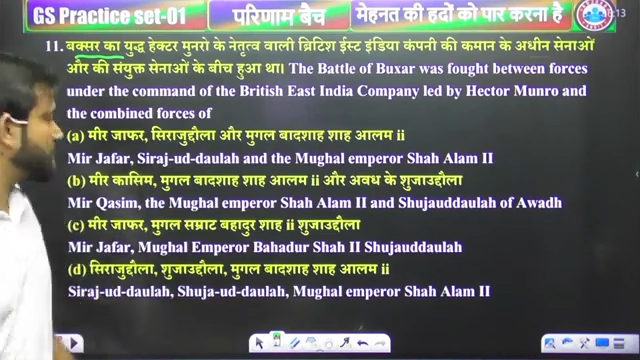 GS Practice set-01 परिणाम बैच मेहनत की हदों को पार करना है
11. बक्सर का युद्ध हेक्टर मुनरो के नेतृत्व वाली ब्रिटिश ईस्ट इंडिया कंपनी की कमान के अधीन सेनाओं
और की संयुक्त सेनाओं के बीच हुआ था। The Battle of Buxar was fought between forces
under the command of the British East India Company led by Hector Munro and
the combined forces of
(a) मीर जाफर, सिराजुद्दौला और मुगल बादशाह शाह आलम ii
Mir Jafar, Siraj-ud-daulah and the Mughal emperor Shah Alam II
(b) मीर कासिम, मुगल बादशाह शाह आलम ii और अवध के शुजाउद्दौला
Mir Qasim, the Mughal emperor Shah Alam II and Shujauddaulah of Awadh
(c) मीर जाफर, मुगल सम्राट बहादुर शाह ii शुजाउद्दौला
Mir Jafar, Mughal Emperor Bahadur Shah II Shujauddaulah
(d) सिराजुद्दौला, शुजाउद्दौला, मुगल बादशाह शाह आलम ii
Siraj-ud-daulah, Shuja-ud-daulah, Mughal emperor Shah Alam II